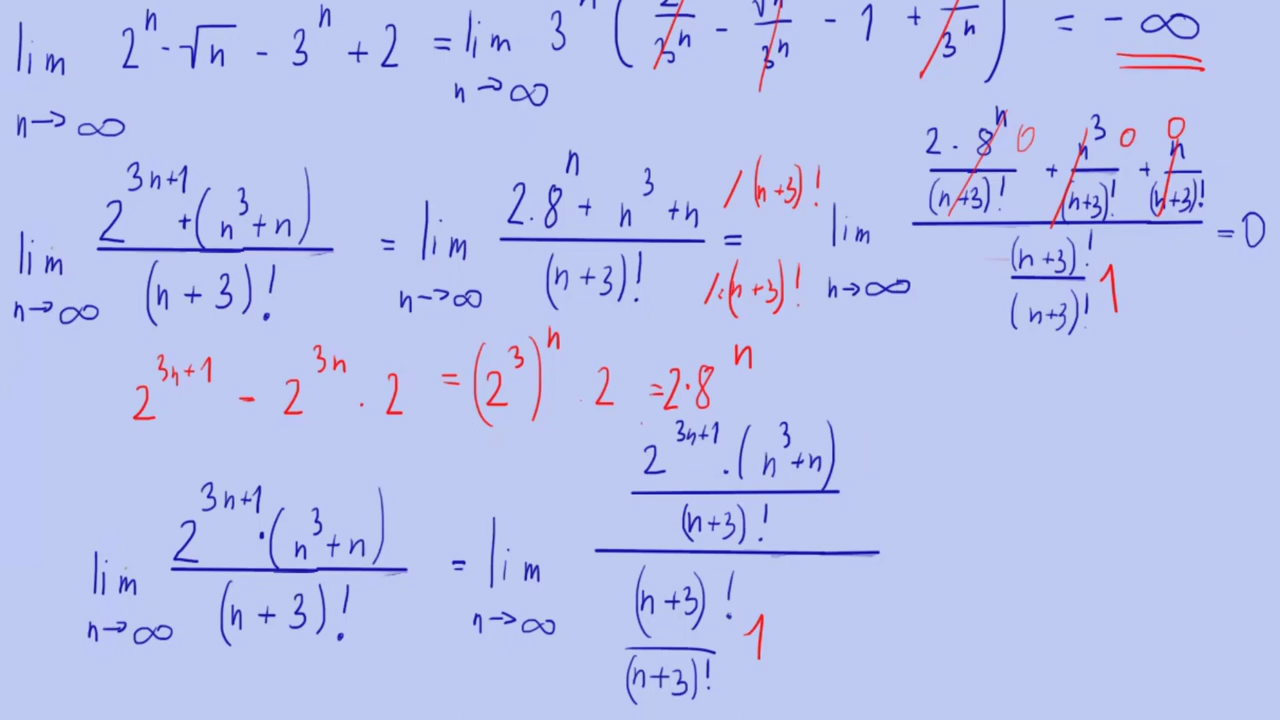 lim n→∞ 2^n - √n - 3^n + 2 = lim n→∞ 3^n ( /3^n - √n/3^n - 1 + /3^n ) = - ∞
lim n→∞ 2^(3n+1) + (n^3 + n) / (n + 3)! = lim n→∞ 2.8^n + n^3 + n / (n+3)! /(n+3)! /:(n+3)! = lim n→∞ 2.8^n/(n+3)! 0 + n^3/(n+3)! 0 + n/(n+3)! 0 / (n+3)!/(n+3)! 1 = 0
2^(3n+1) - 2^(3n) . 2 = (2^3)^n . 2 = 2.8^n
lim n→∞ 2^(3n+1) . (n^3 + n) / (n + 3)! = lim n→∞ 2^(3n+1) . (n^3 + n) / (n+3)! / (n+3)! / (n+3)! 1